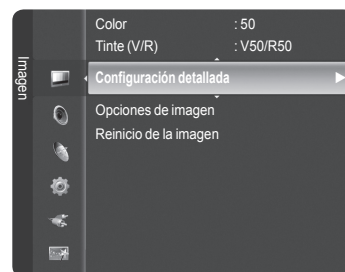 Imagen
Color : 50
Tinte (V/R) : V50/R50
Configuración detallada
Opciones de imagen
Reinicio de la imagen